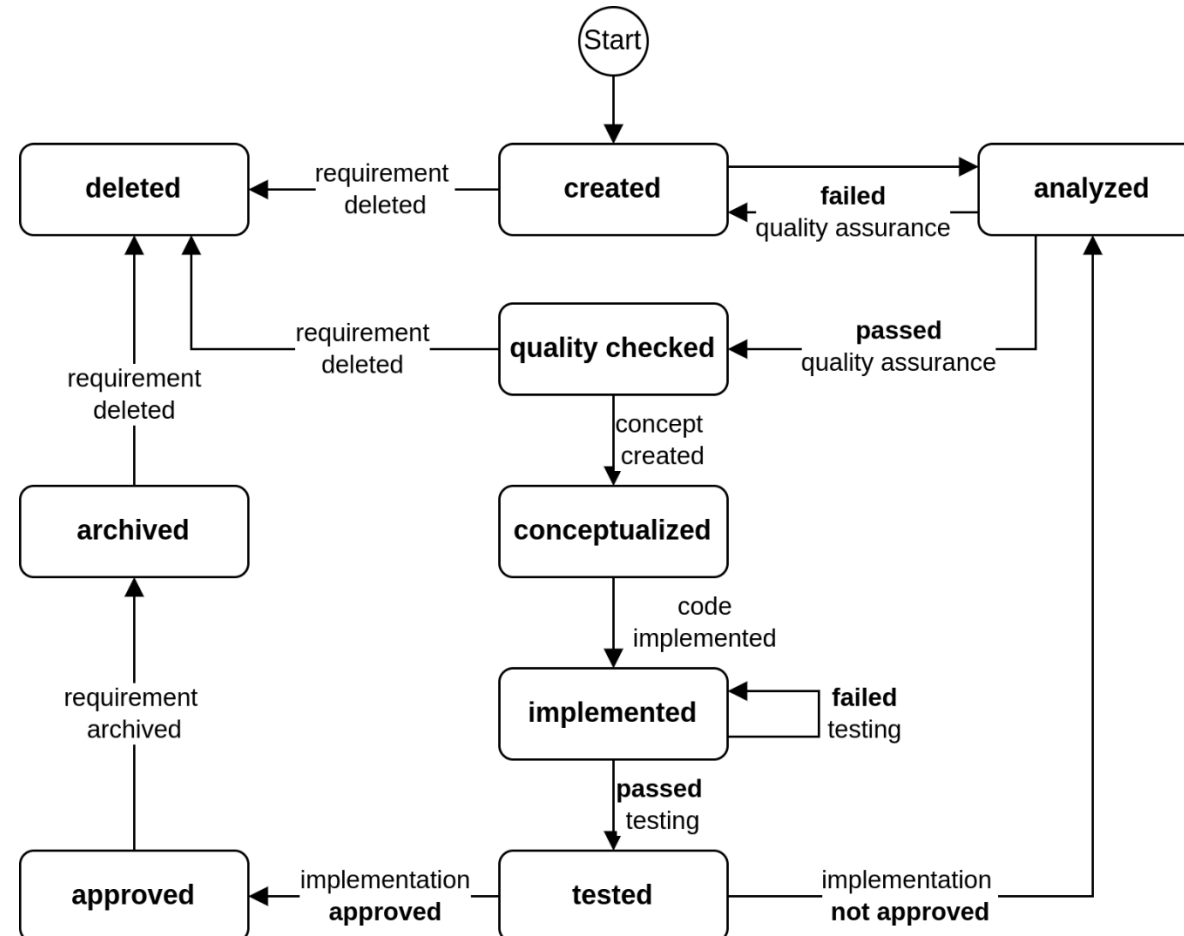 Start
deleted
requirement
deleted
created
failed
quality assurance
analyzed
requirement
deleted
quality checked
passed
quality assurance
requirement
deleted
concept
created
archived
conceptualized
code
implemented
requirement
archived
implemented
failed
testing
passed
testing
approved
implementation
approved
tested
implementation
not approved